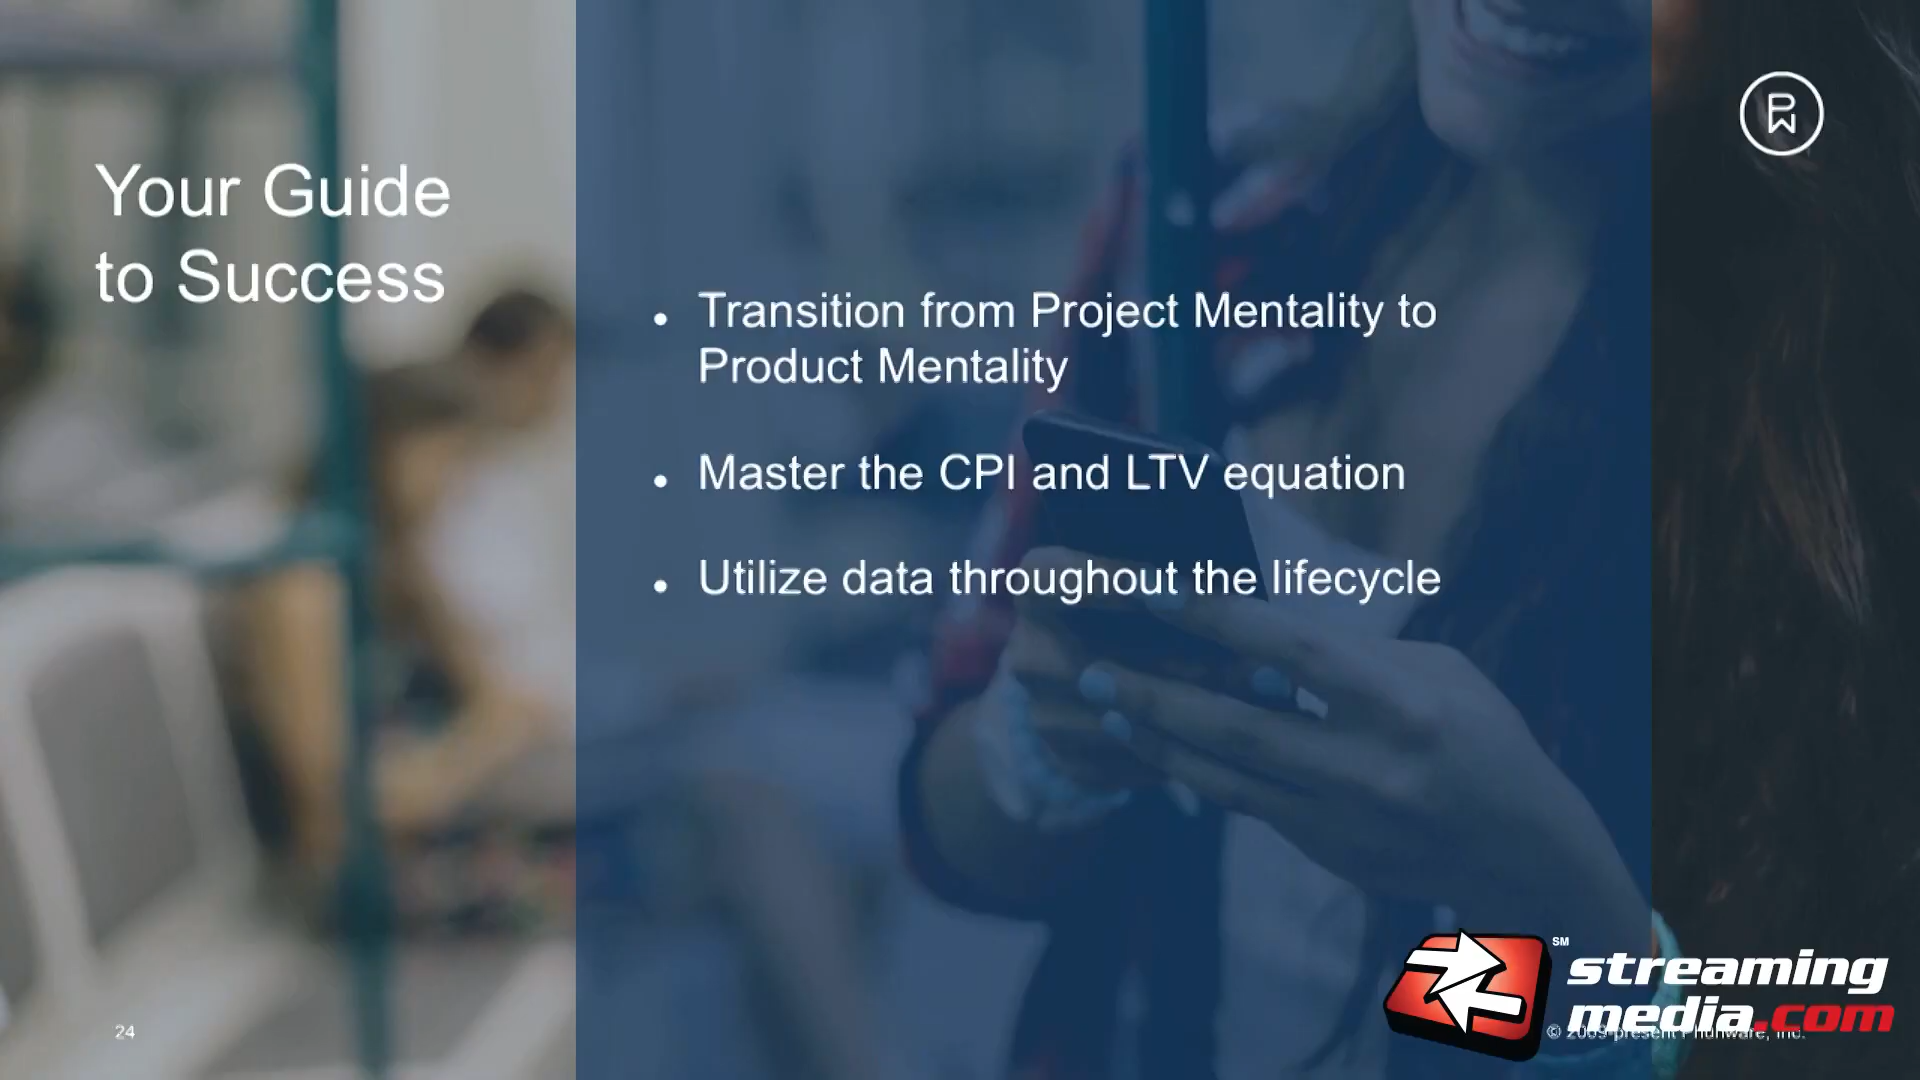 Your Guide
to Success
• Transition from Project Mentality to
Product Mentality
• Master the CPI and LTV equation
• Utilize data throughout the lifecycle
24
SM
streaming
media.com